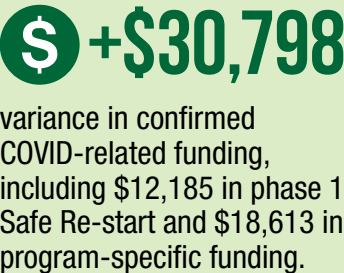 $ +$30,798
variance in confirmed
COVID-related funding,
including $12,185 in phase 1
Safe Re-start and $18,613 in
program-specific funding.